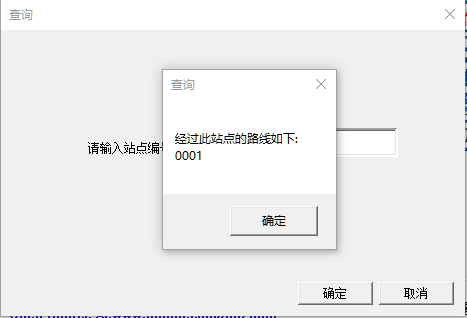 查询
查询
经过此站点的路线如下:
0001
请输入站点编
确定
确定
取消